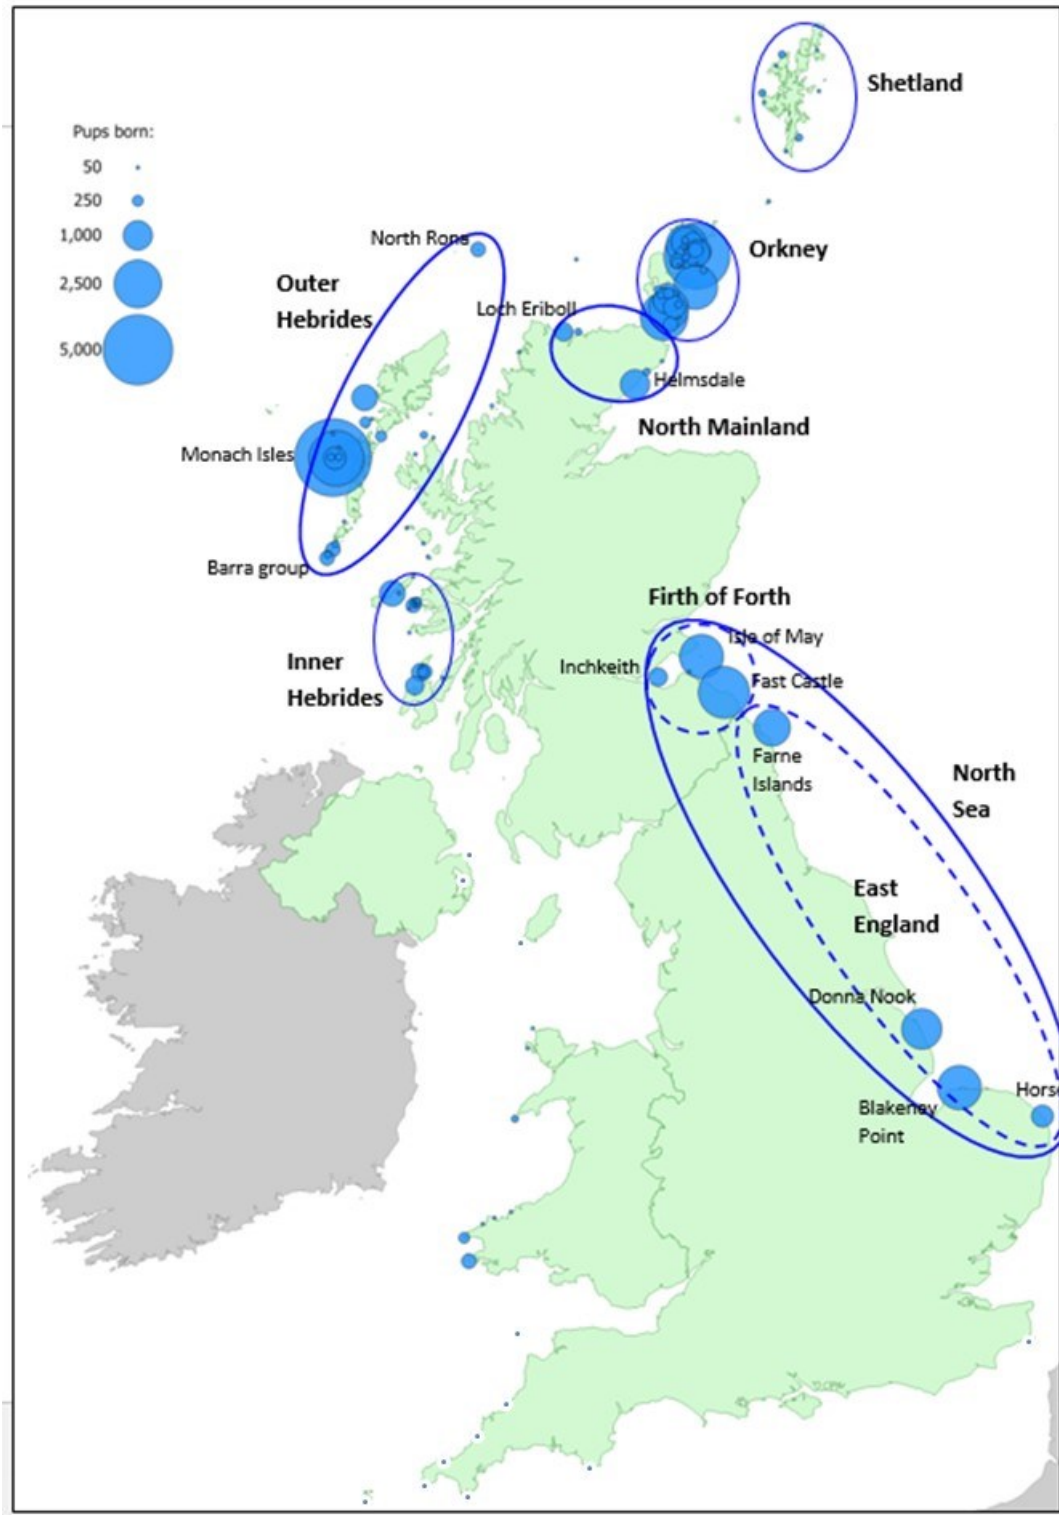 Shetland
Pups born:
50
250
1,000
2,500
5,000
North Rona
Orkney
Outer
Hebrides
Loch Eriboll
Helmsdale
North Mainland
Monach Isles
Barra group
Firth of Forth
Isle of May
Inchkeith
Fast Castle
Inner
Hebrides
Farne
Islands
North
Sea
East
England
Donna Nook
Blakeney
Point
Horse